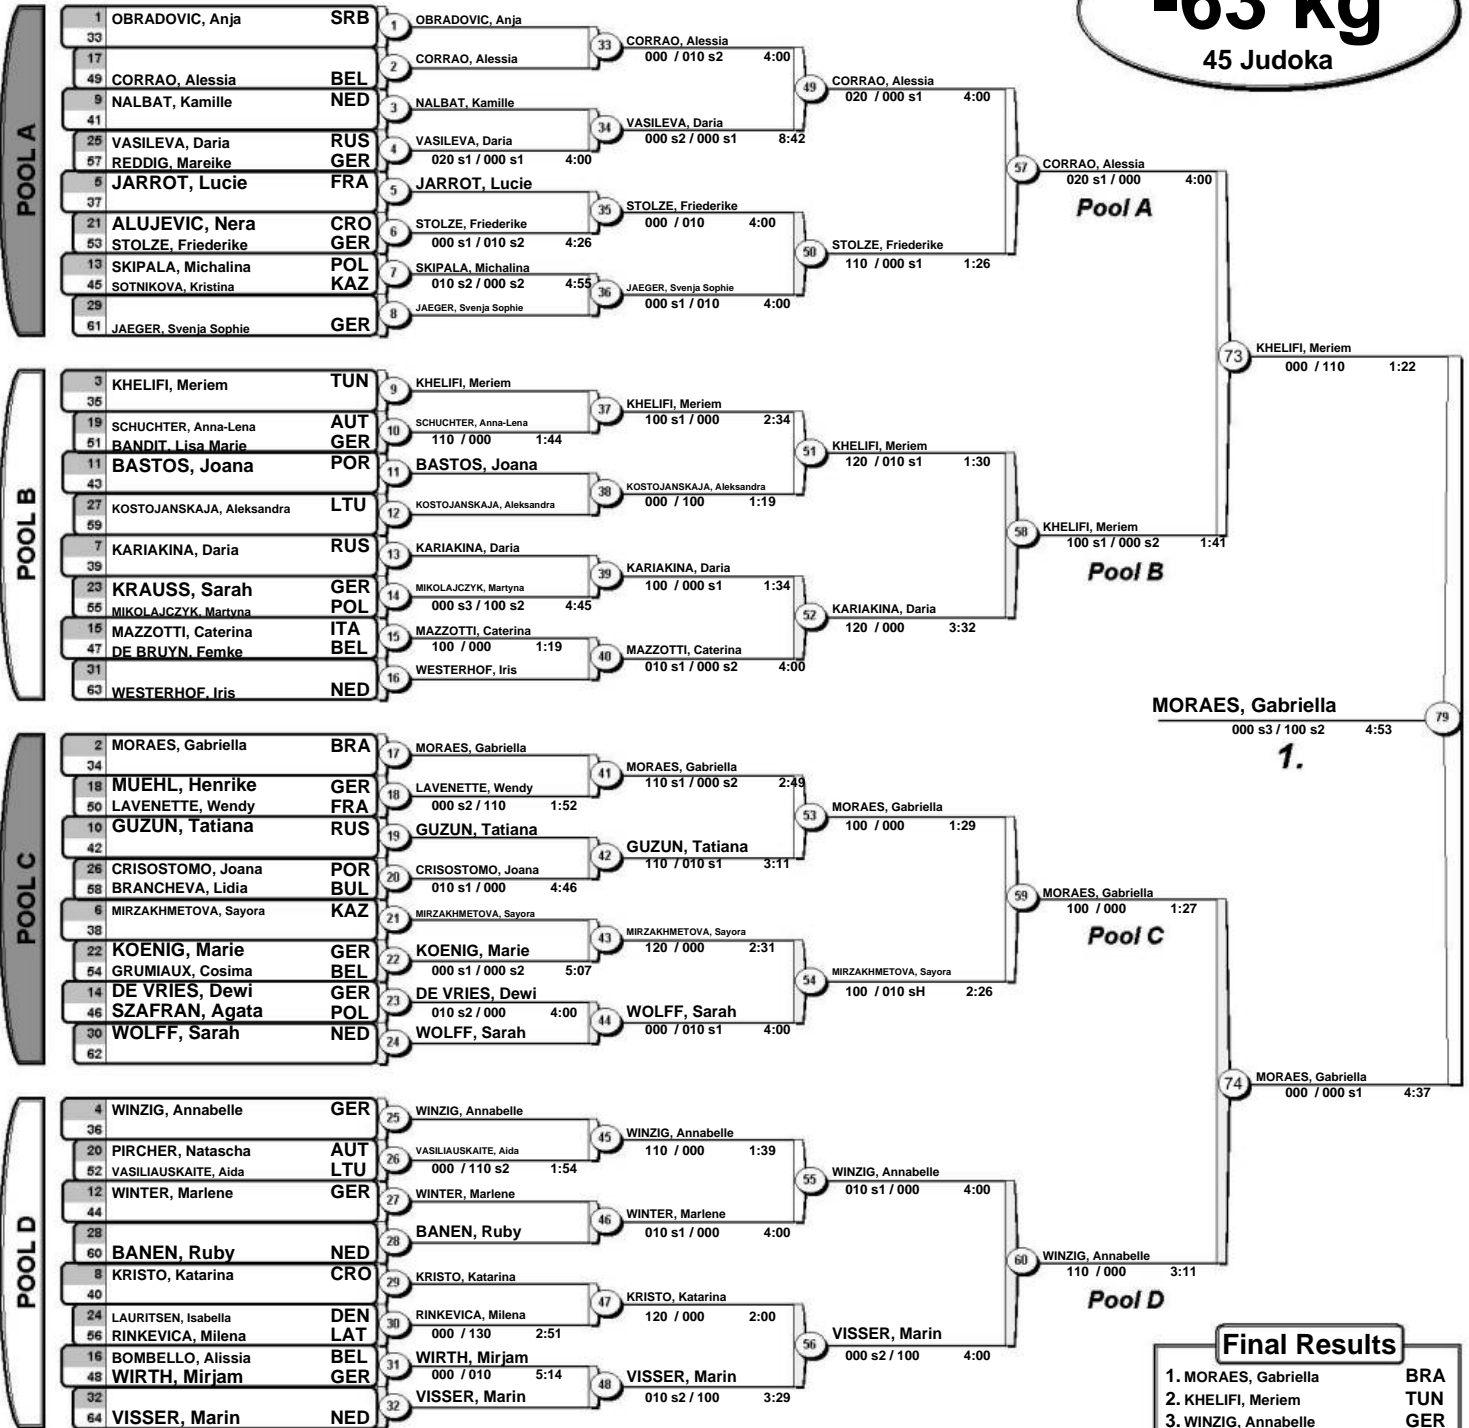 -63 kg
45 Judoka
POOL A
1 OBRADOVIC, Anja SRB
33
17
49 CORRAO, Alessia BEL
9 NALBAT, Kamille NED
41
25 VASILEVA, Daria RUS
57 REDDIG, Mareike GER
5 JARROT, Lucie FRA
37
21 ALUJEVIC, Nera CRO
53 STOLZE, Friederike GER
13 SKIPALA, Michalina POL
45 SOTNIKOVA, Kristina KAZ
29
61 JAEGER, Svenja Sophie GER
1 OBRADOVIC, Anja
2 CORRAO, Alessia
3 NALBAT, Kamille
4 VASILEVA, Daria
020 s1 / 000 s1 4:00
5 JARROT, Lucie
6 STOLZE, Friederike
000 s1 / 010 s2 4:26
7 SKIPALA, Michalina
010 s2 / 000 s2 4:55
8 JAEGER, Svenja Sophie
33 CORRAO, Alessia
000 / 010 s2 4:00
34 VASILEVA, Daria
000 s2 / 000 s1 8:42
35 STOLZE, Friederike
000 / 010 4:00
36 JAEGER, Svenja Sophie
000 s1 / 010 4:00
49 CORRAO, Alessia
020 / 000 s1 4:00
50 STOLZE, Friederike
110 / 000 s1 1:26
57 CORRAO, Alessia
020 s1 / 000 4:00
Pool A
POOL B
3 KHELIFI, Meriem TUN
35
19 SCHUCHTER, Anna-Lena AUT
51 BANDIT, Lisa Marie GER
11 BASTOS, Joana POR
43
27 KOSTOJANSKAJA, Aleksandra LTU
59
7 KARIAKINA, Daria RUS
39
23 KRAUSS, Sarah GER
55 MIKOLAJCZYK, Martyna POL
15 MAZZOTTI, Caterina ITA
47 DE BRUYN, Femke BEL
31
63 WESTERHOF, Iris NED
9 KHELIFI, Meriem
10 SCHUCHTER, Anna-Lena
110 / 000 1:44
11 BASTOS, Joana
12 KOSTOJANSKAJA, Aleksandra
13 KARIAKINA, Daria
14 MIKOLAJCZYK, Martyna
000 s3 / 100 s2 4:45
15 MAZZOTTI, Caterina
100 / 000 1:19
16 WESTERHOF, Iris
37 KHELIFI, Meriem
100 s1 / 000 2:34
38 KOSTOJANSKAJA, Aleksandra
000 / 100 1:19
39 KARIAKINA, Daria
100 / 000 s1 1:34
40 MAZZOTTI, Caterina
010 s1 / 000 s2 4:00
51 KHELIFI, Meriem
120 / 010 s1 1:30
52 KARIAKINA, Daria
120 / 000 3:32
58 KHELIFI, Meriem
100 s1 / 000 s2 1:41
Pool B
73 KHELIFI, Meriem
000 / 110 1:22
MORAES, Gabriella 79
000 s3 / 100 s2 4:53
1.
POOL C
2 MORAES, Gabriella BRA
34
18 MUEHL, Henrike GER
50 LAVENETTE, Wendy FRA
10 GUZUN, Tatiana RUS
42
26 CRISOSTOMO, Joana POR
58 BRANCHEVA, Lidia BUL
6 MIRZAKHMETOVA, Sayora KAZ
38
22 KOENIG, Marie GER
54 GRUMIAUX, Cosima BEL
14 DE VRIES, Dewi GER
46 SZAFRAN, Agata POL
30 WOLFF, Sarah NED
62
17 MORAES, Gabriella
18 LAVENETTE, Wendy
000 s2 / 110 1:52
19 GUZUN, Tatiana
20 CRISOSTOMO, Joana
010 s1 / 000 4:46
21 MIRZAKHMETOVA, Sayora
22 KOENIG, Marie
000 s1 / 000 s2 5:07
23 DE VRIES, Dewi
010 s2 / 000 4:00
24 WOLFF, Sarah
41 MORAES, Gabriella
110 s1 / 000 s2 2:49
42 GUZUN, Tatiana
110 / 010 s1 3:11
43 MIRZAKHMETOVA, Sayora
120 / 000 2:31
44 WOLFF, Sarah
000 / 010 s1 4:00
53 MORAES, Gabriella
100 / 000 1:29
54 MIRZAKHMETOVA, Sayora
100 / 010 sH 2:26
59 MORAES, Gabriella
100 / 000 1:27
Pool C
74 MORAES, Gabriella
000 / 000 s1 4:37
POOL D
4 WINZIG, Annabelle GER
36
20 PIRCHER, Natascha AUT
52 VASILIAUSKAITE, Aida LTU
12 WINTER, Marlene GER
44
28
60 BANEN, Ruby NED
8 KRISTO, Katarina CRO
40
24 LAURITSEN, Isabella DEN
56 RINKEVICA, Milena LAT
16 BOMBELLO, Alissia BEL
48 WIRTH, Mirjam GER
32
64 VISSER, Marin NED
25 WINZIG, Annabelle
26 VASILIAUSKAITE, Aida
000 / 110 s2 1:54
27 WINTER, Marlene
28 BANEN, Ruby
29 KRISTO, Katarina
30 RINKEVICA, Milena
000 / 130 2:51
31 WIRTH, Mirjam
000 / 010 5:14
32 VISSER, Marin
45 WINZIG, Annabelle
110 / 000 1:39
46 WINTER, Marlene
010 s1 / 000 4:00
47 KRISTO, Katarina
120 / 000 2:00
48 VISSER, Marin
010 s2 / 100 3:29
55 WINZIG, Annabelle
010 s1 / 000 4:00
56 VISSER, Marin
000 s2 / 100 4:00
60 WINZIG, Annabelle
110 / 000 3:11
Pool D
Final Results
1. MORAES, Gabriella BRA
2. KHELIFI, Meriem TUN
3. WINZIG, Annabelle GER